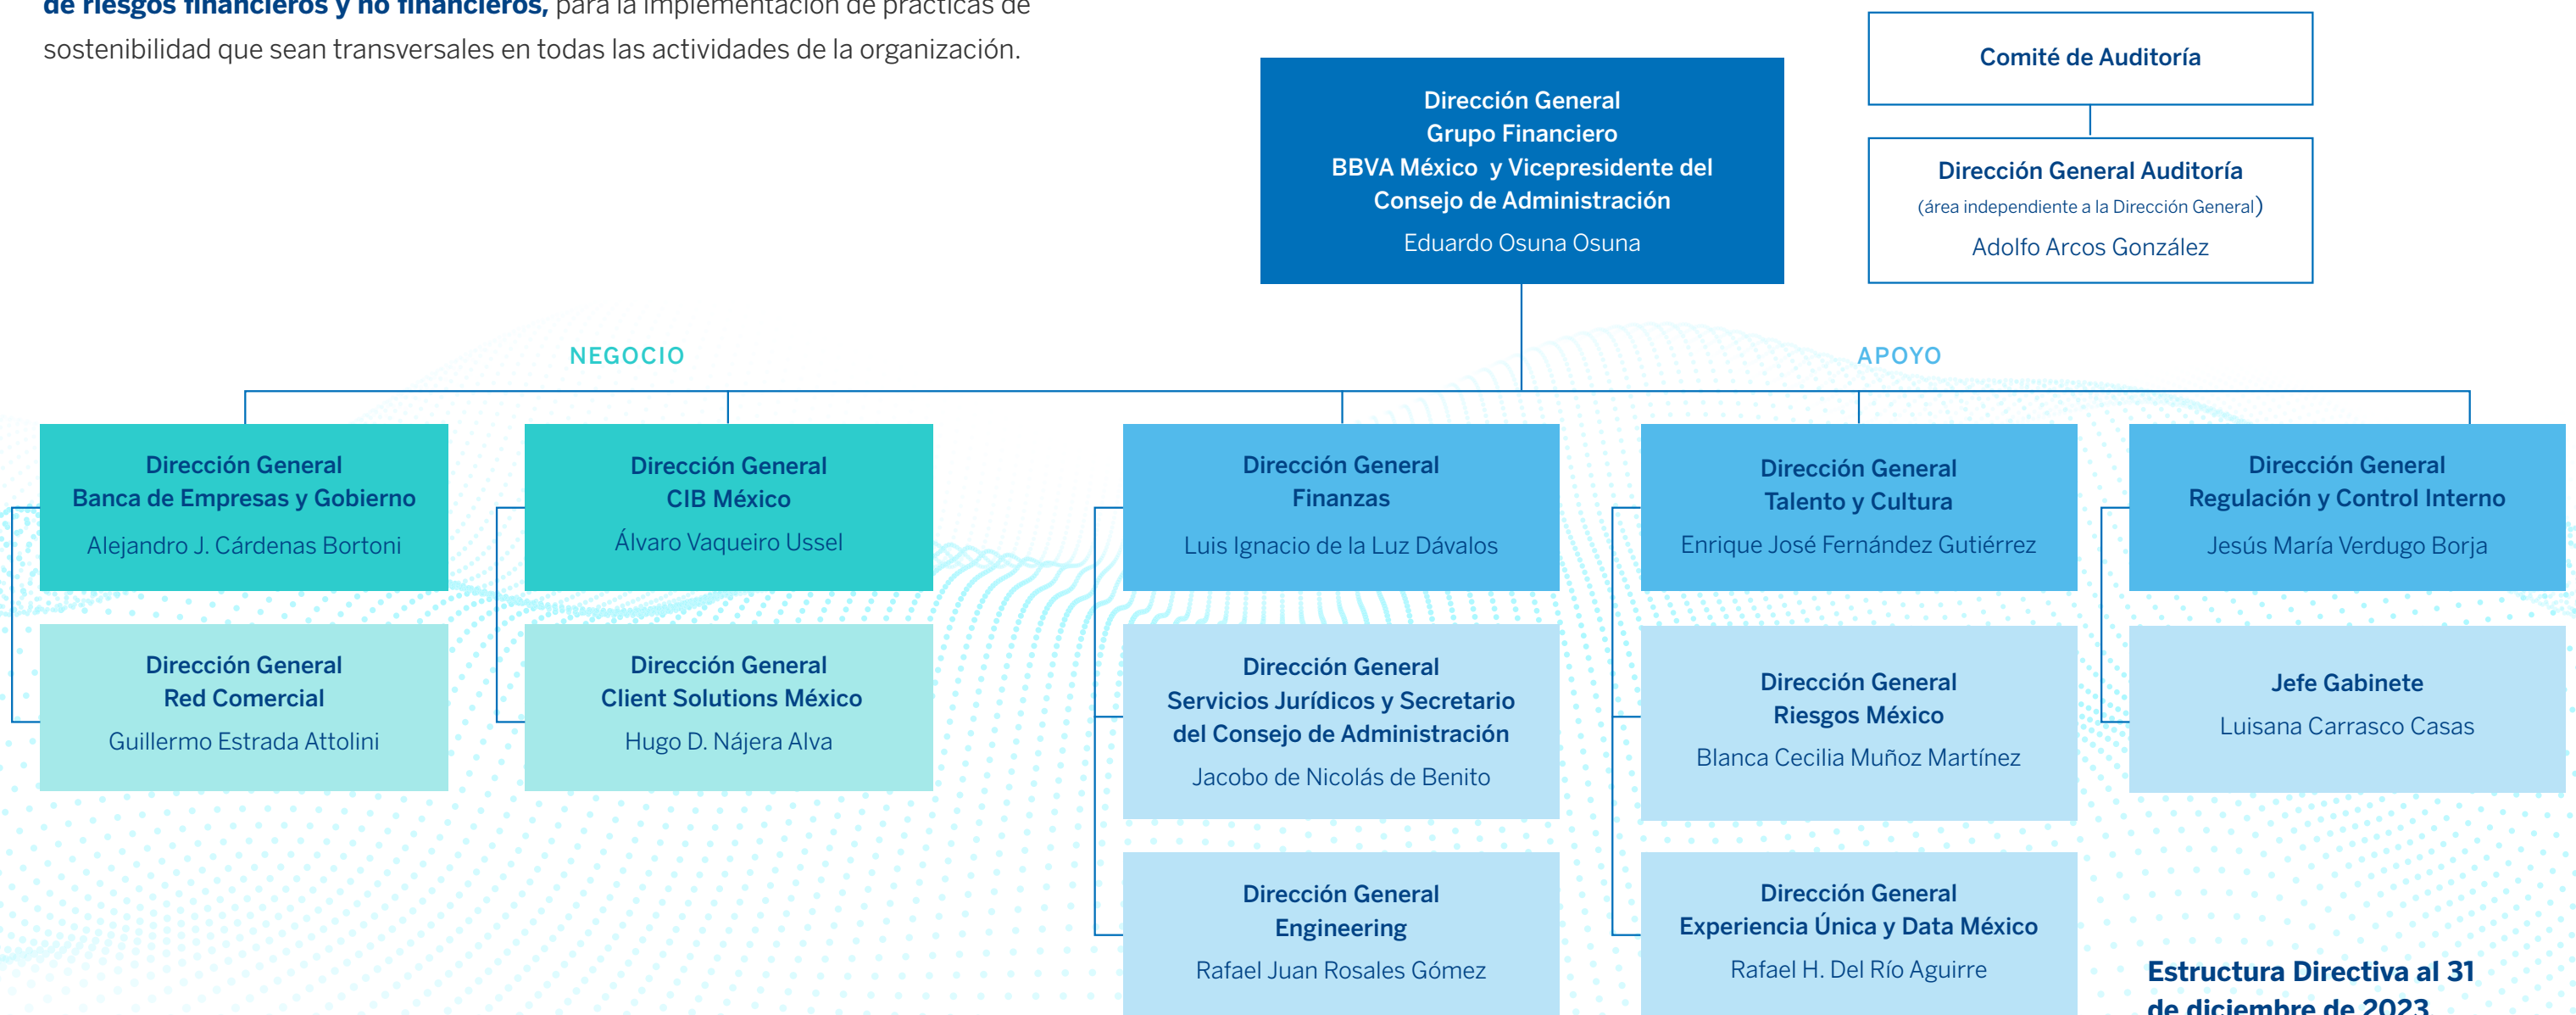 de riesgos financieros y no financieros, para la implementación de prácticas de
sostenibilidad que sean transversales en todas las actividades de la organización.
Dirección General
Grupo Financiero
BBVA México y Vicepresidente del
Consejo de Administración
Eduardo Osuna Osuna
Comité de Auditoría
Dirección General Auditoría
(área independiente a la Dirección General)
Adolfo Arcos González
NEGOCIO
APOYO
Dirección General
Banca de Empresas y Gobierno
Alejandro J. Cárdenas Bortoni
Dirección General
CIB México
Álvaro Vaqueiro Ussel
Dirección General
Finanzas
Luis Ignacio de la Luz Dávalos
Dirección General
Talento y Cultura
Enrique José Fernández Gutiérrez
Dirección General
Regulación y Control Interno
Jesús María Verdugo Borja
Dirección General
Red Comercial
Guillermo Estrada Attolini
Dirección General
Client Solutions México
Hugo D. Nájera Alva
Dirección General
Servicios Jurídicos y Secretario
del Consejo de Administración
Jacobo de Nicolás de Benito
Dirección General
Riesgos México
Blanca Cecilia Muñoz Martínez
Jefe Gabinete
Luisana Carrasco Casas
Dirección General
Engineering
Rafael Juan Rosales Gómez
Dirección General
Experiencia Única y Data México
Rafael H. Del Río Aguirre
Estructura Directiva al 31
de diciembre de 2023